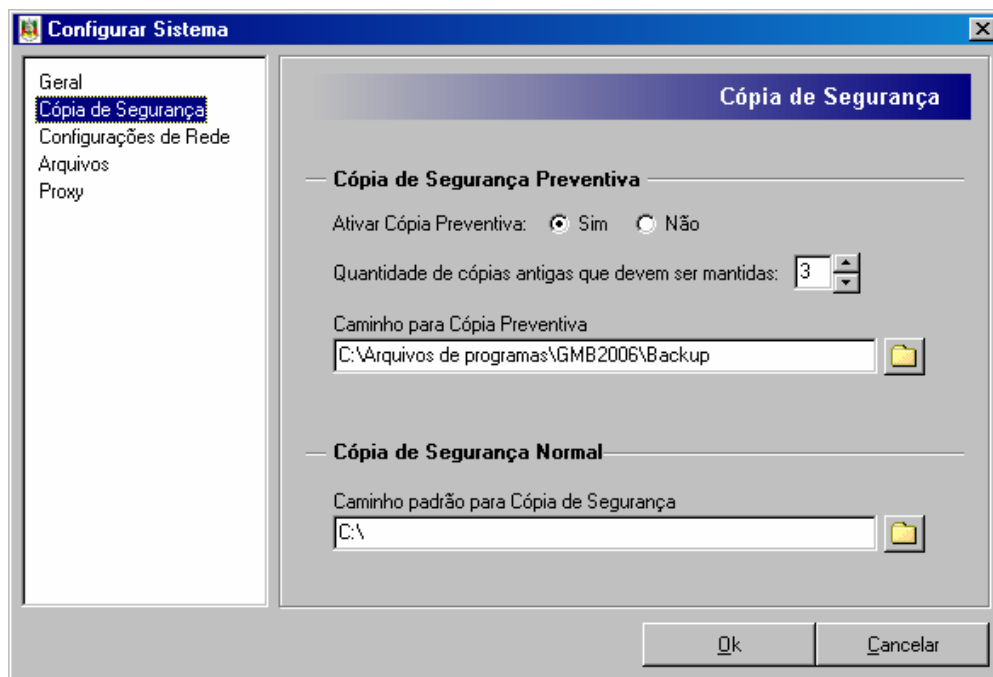 Configurar Sistema
Geral
Cópia de Segurança
Configurações de Rede
Arquivos
Proxy
Cópia de Segurança
Cópia de Segurança Preventiva
Ativar Cópia Preventiva: Sim Não
Quantidade de cópias antigas que devem ser mantidas: 3
Caminho para Cópia Preventiva
C:\Arquivos de programas\GMB2006\Backup
Cópia de Segurança Normal
Caminho padrão para Cópia de Segurança
C:\
Ok Cancelar